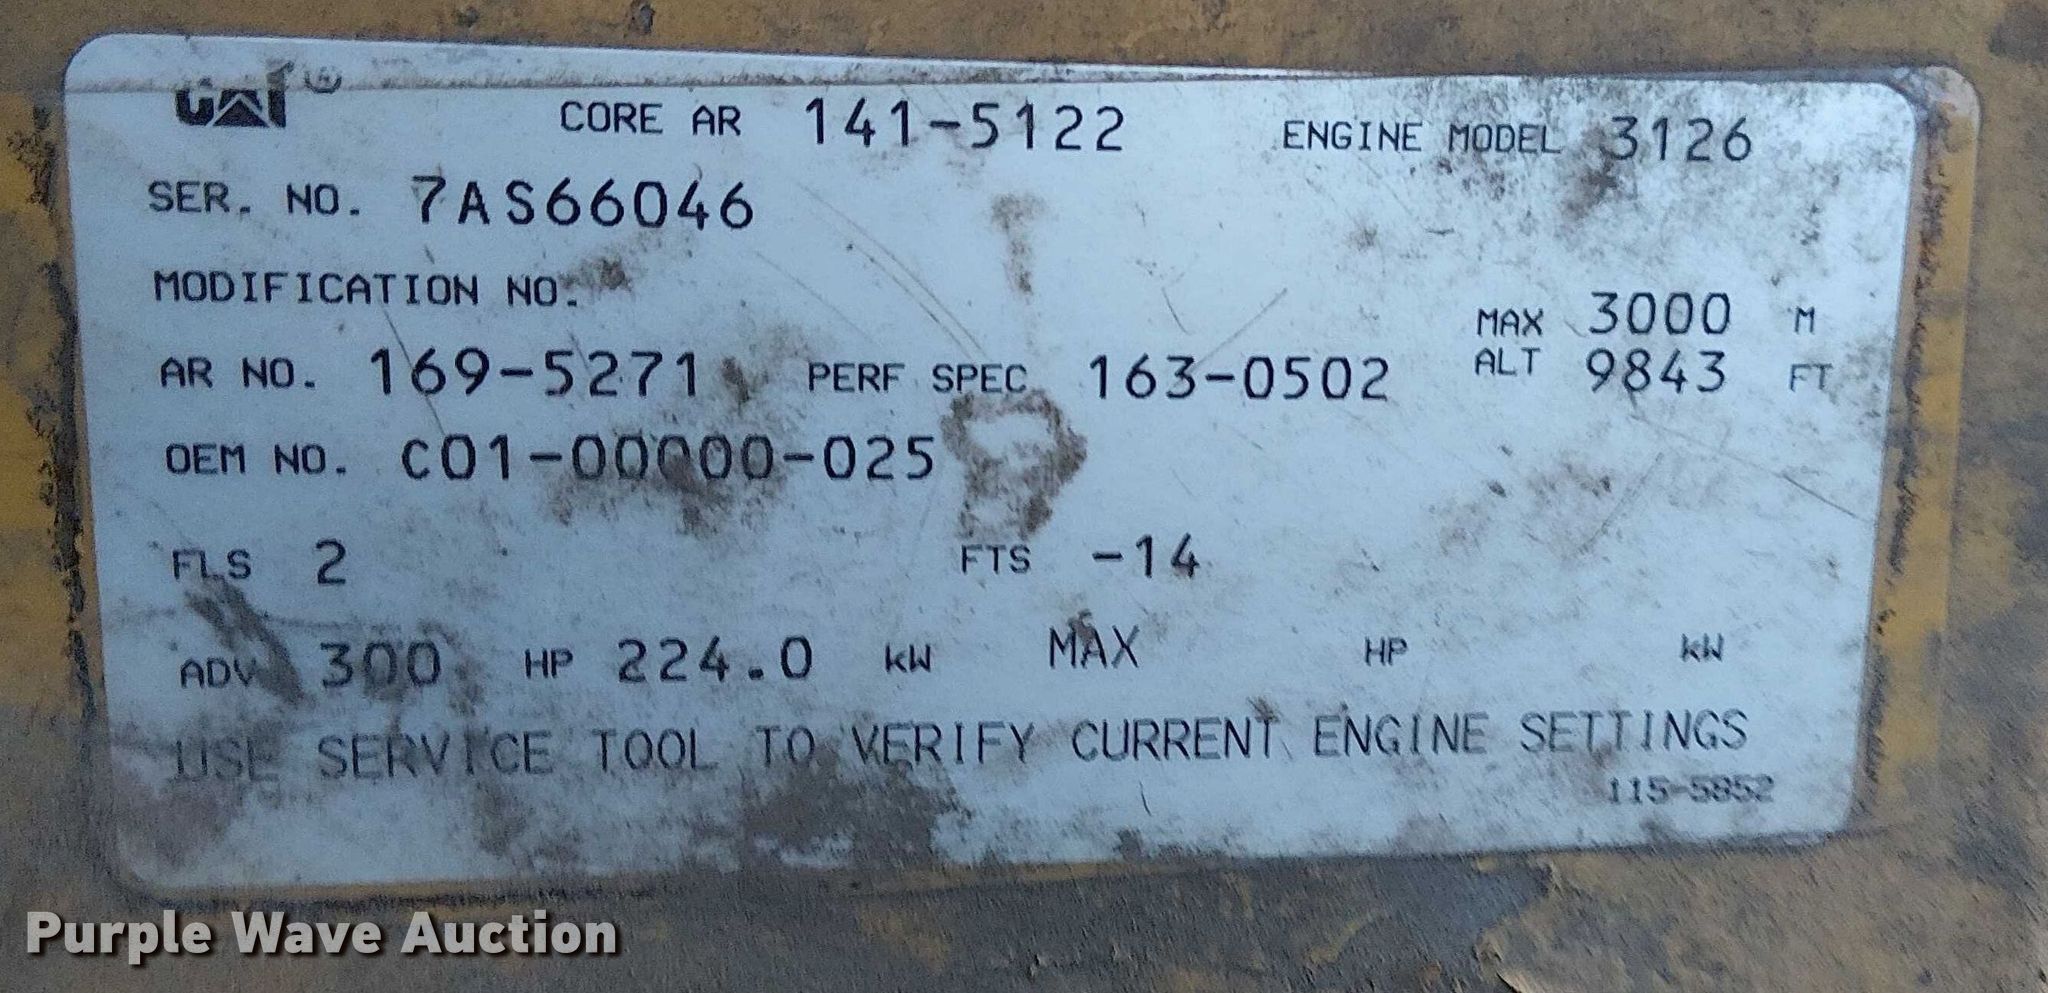 CAT ® CORE AR 141-5122 ENGINE MODEL 3126
SER. NO. 7AS66046
MODIFICATION NO.
MAX 3000 M
AR NO. 169-5271 PERF SPEC 163-0502 ALT 9843 FT
OEM NO. C01-00000-025
FLS 2 FTS -14
ADV 300 HP 224.0 kW MAX HP kW
USE SERVICE TOOL TO VERIFY CURRENT ENGINE SETTINGS
115-5852
Purple Wave Auction